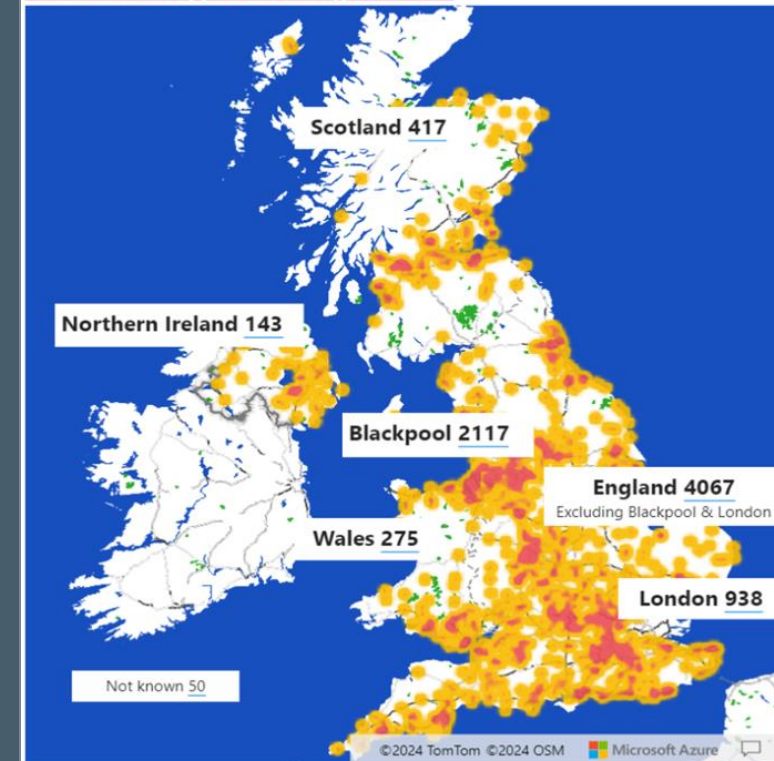 Scotland 417
Northern Ireland 143
Blackpool 2117
England 4067
Excluding Blackpool & London
Wales 275
London 938
Not known 50
©2024 TomTom ©2024 OSM Microsoft Azure